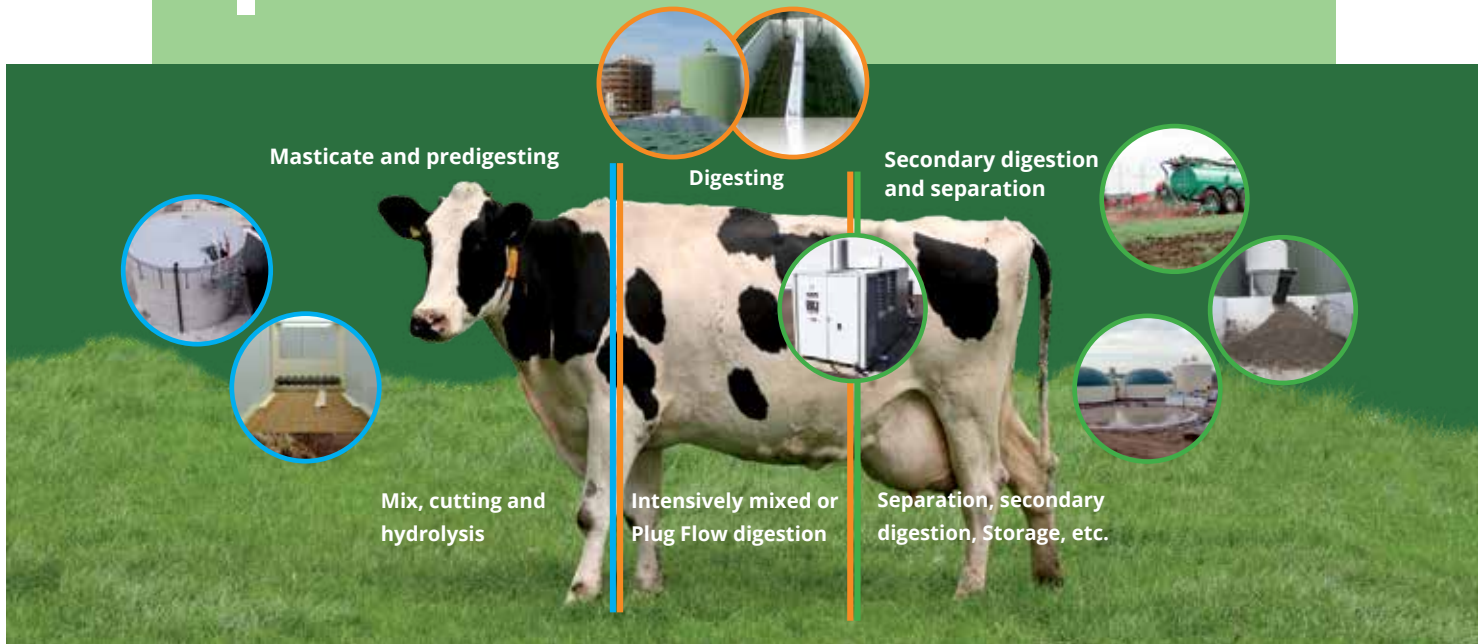 Masticate and predigesting
Digesting
Secondary digestion
and separation
Mix, cutting and
hydrolysis
Intensively mixed or
Plug Flow digestion
Separation, secondary
digestion, Storage, etc.